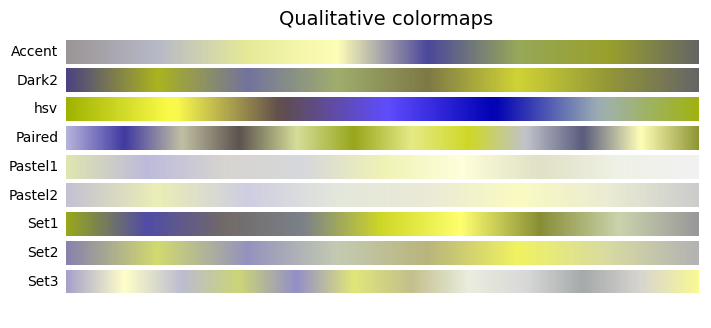 Qualitative colormaps
Accent
Dark2
hsv
Paired
Pastel1
Pastel2
Set1
Set2
Set3